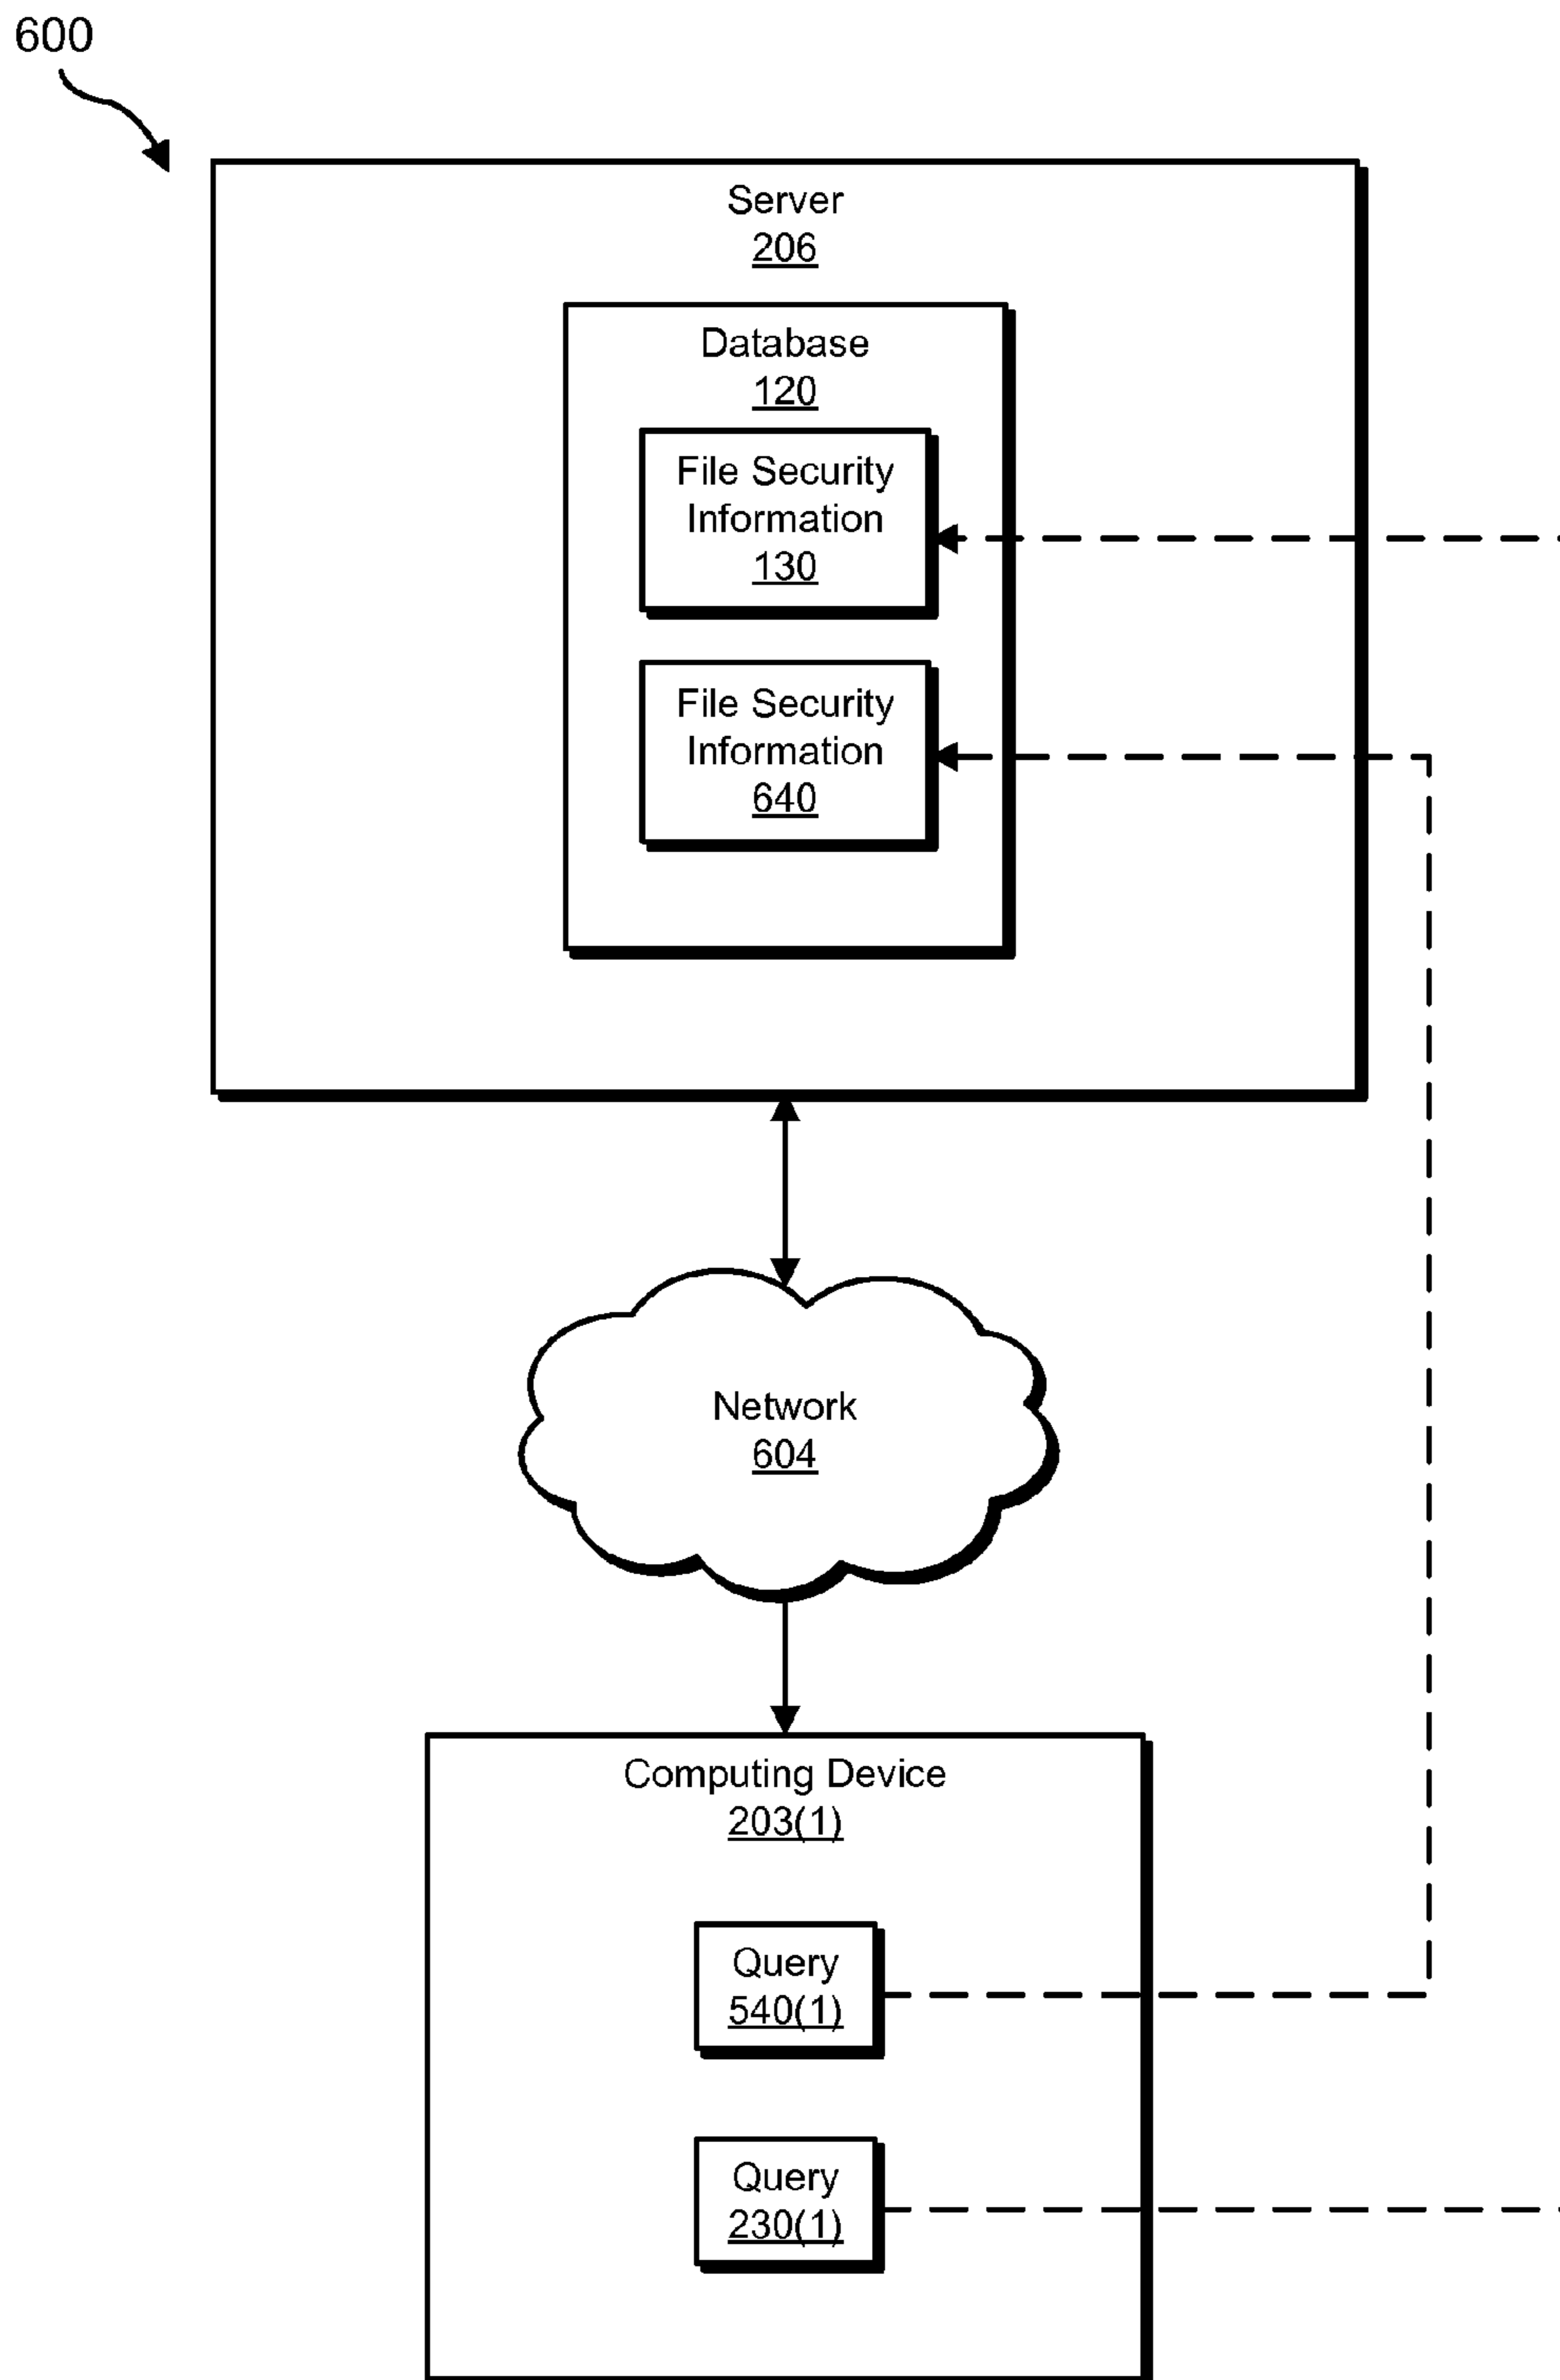 600
Server
206
Database
120
File Security
Information
130
File Security
Information
640
Network
604
Computing Device
203(1)
Query
540(1)
Query
230(1)